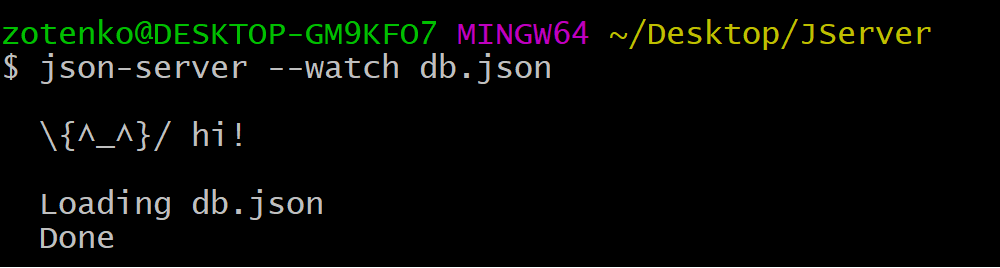 zotenko@DESKTOP-GM9KFO7 MINGW64 ~/Desktop/JServer
$ json-server --watch db.json
\{^_^}/ hi!
Loading db.json
Done